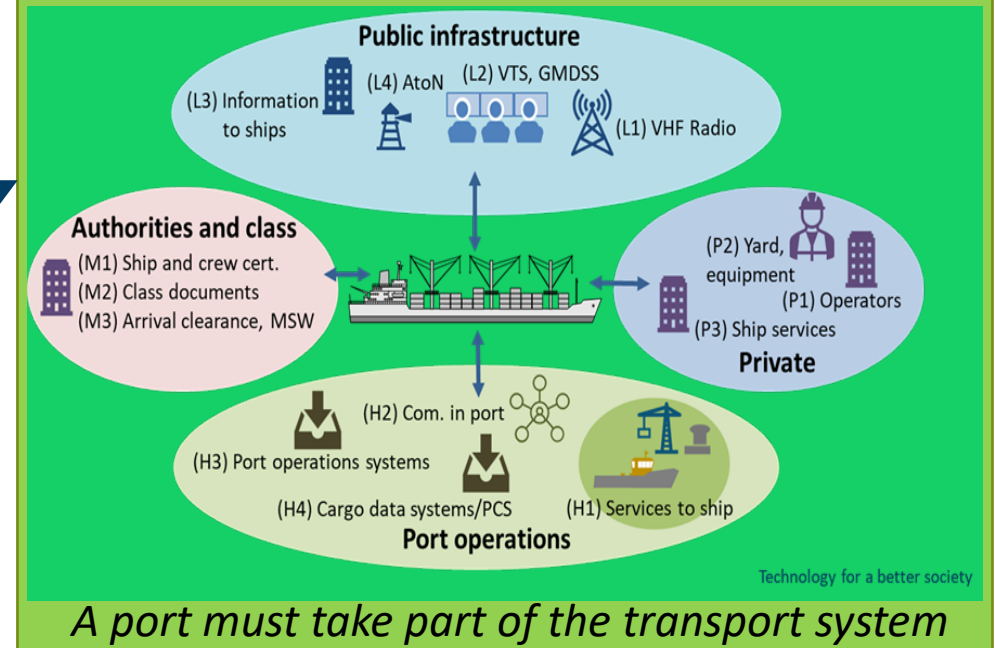 Public infrastructure
(L2) VTS, GMDSS
(L4) AtoN
(L3) Information
to ships
(L1) VHF Radio
Authorities and class
(M1) Ship and crew cert.
(M2) Class documents
(M3) Arrival clearance, MSW
(P2) Yard,
equipment
(P1) Operators
(P3) Ship services
Private
(H2) Com. in port
(H3) Port operations systems
(H4) Cargo data systems/PCS
(H1) Services to ship
Port operations
Technology for a better society
A port must take part of the transport system